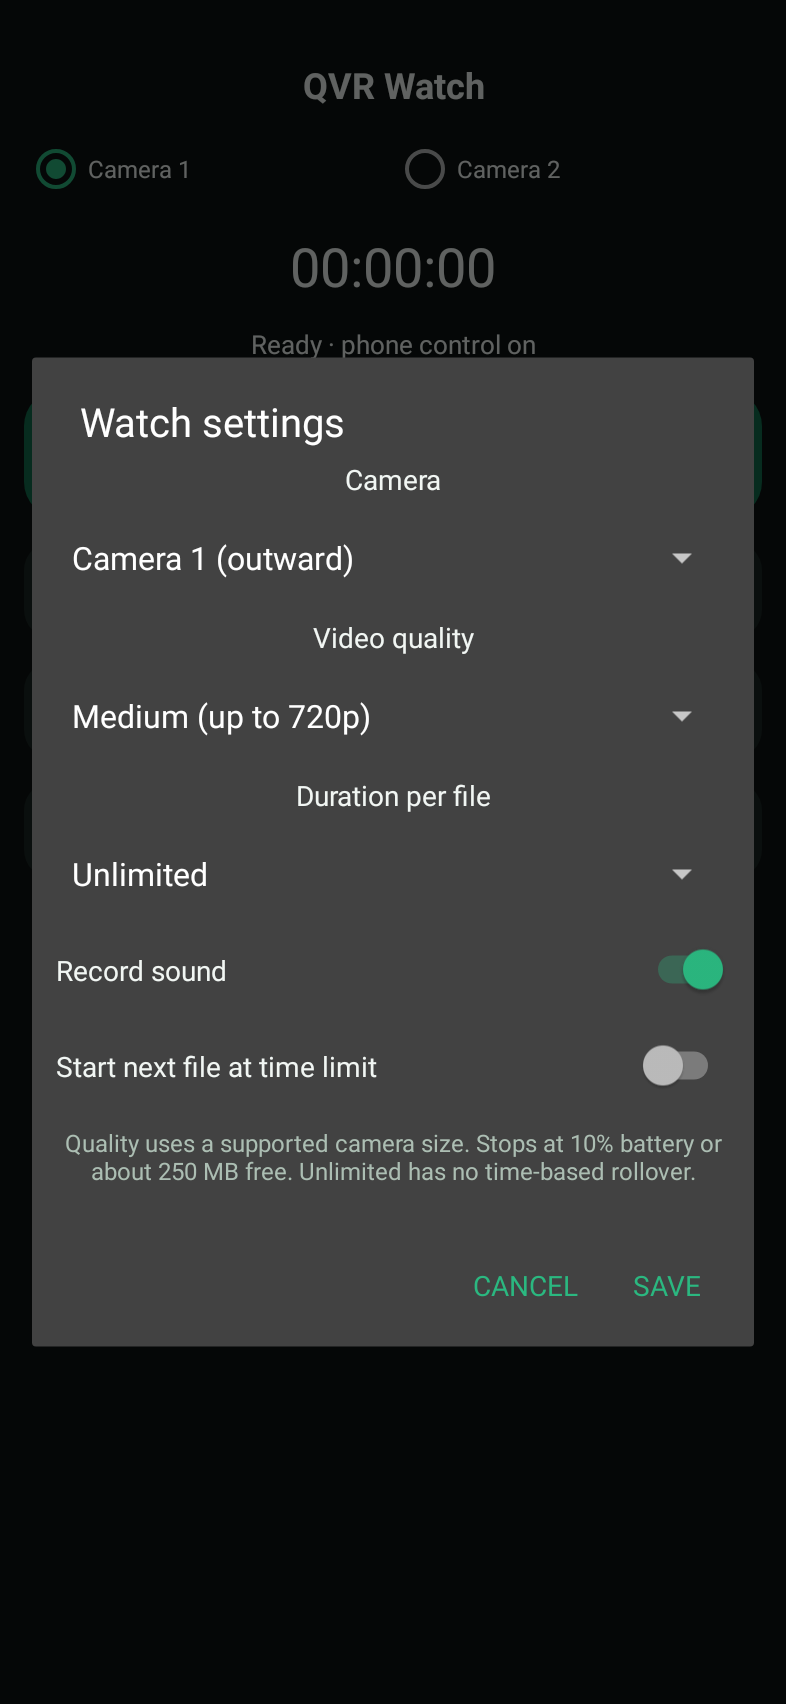 QVR Watch
Camera 1
Camera 2
00:00:00
Ready · phone control on
Watch settings
Camera
Camera 1 (outward)
Video quality
Medium (up to 720p)
Duration per file
Unlimited
Record sound
Start next file at time limit
Quality uses a supported camera size. Stops at 10% battery or
about 250 MB free. Unlimited has no time-based rollover.
CANCEL
SAVE